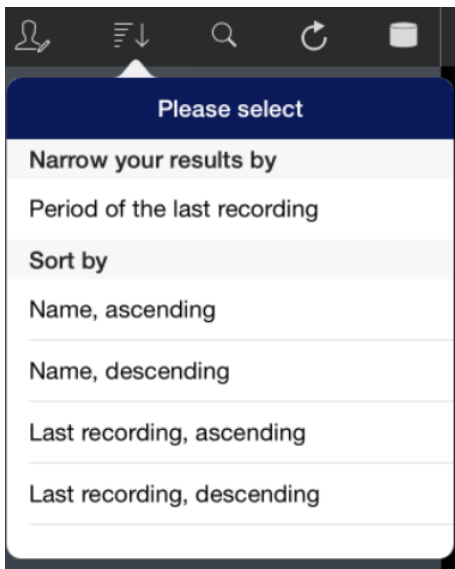 Please select
Narrow your results by
Period of the last recording
Sort by
Name, ascending
Name, descending
Last recording, ascending
Last recording, descending